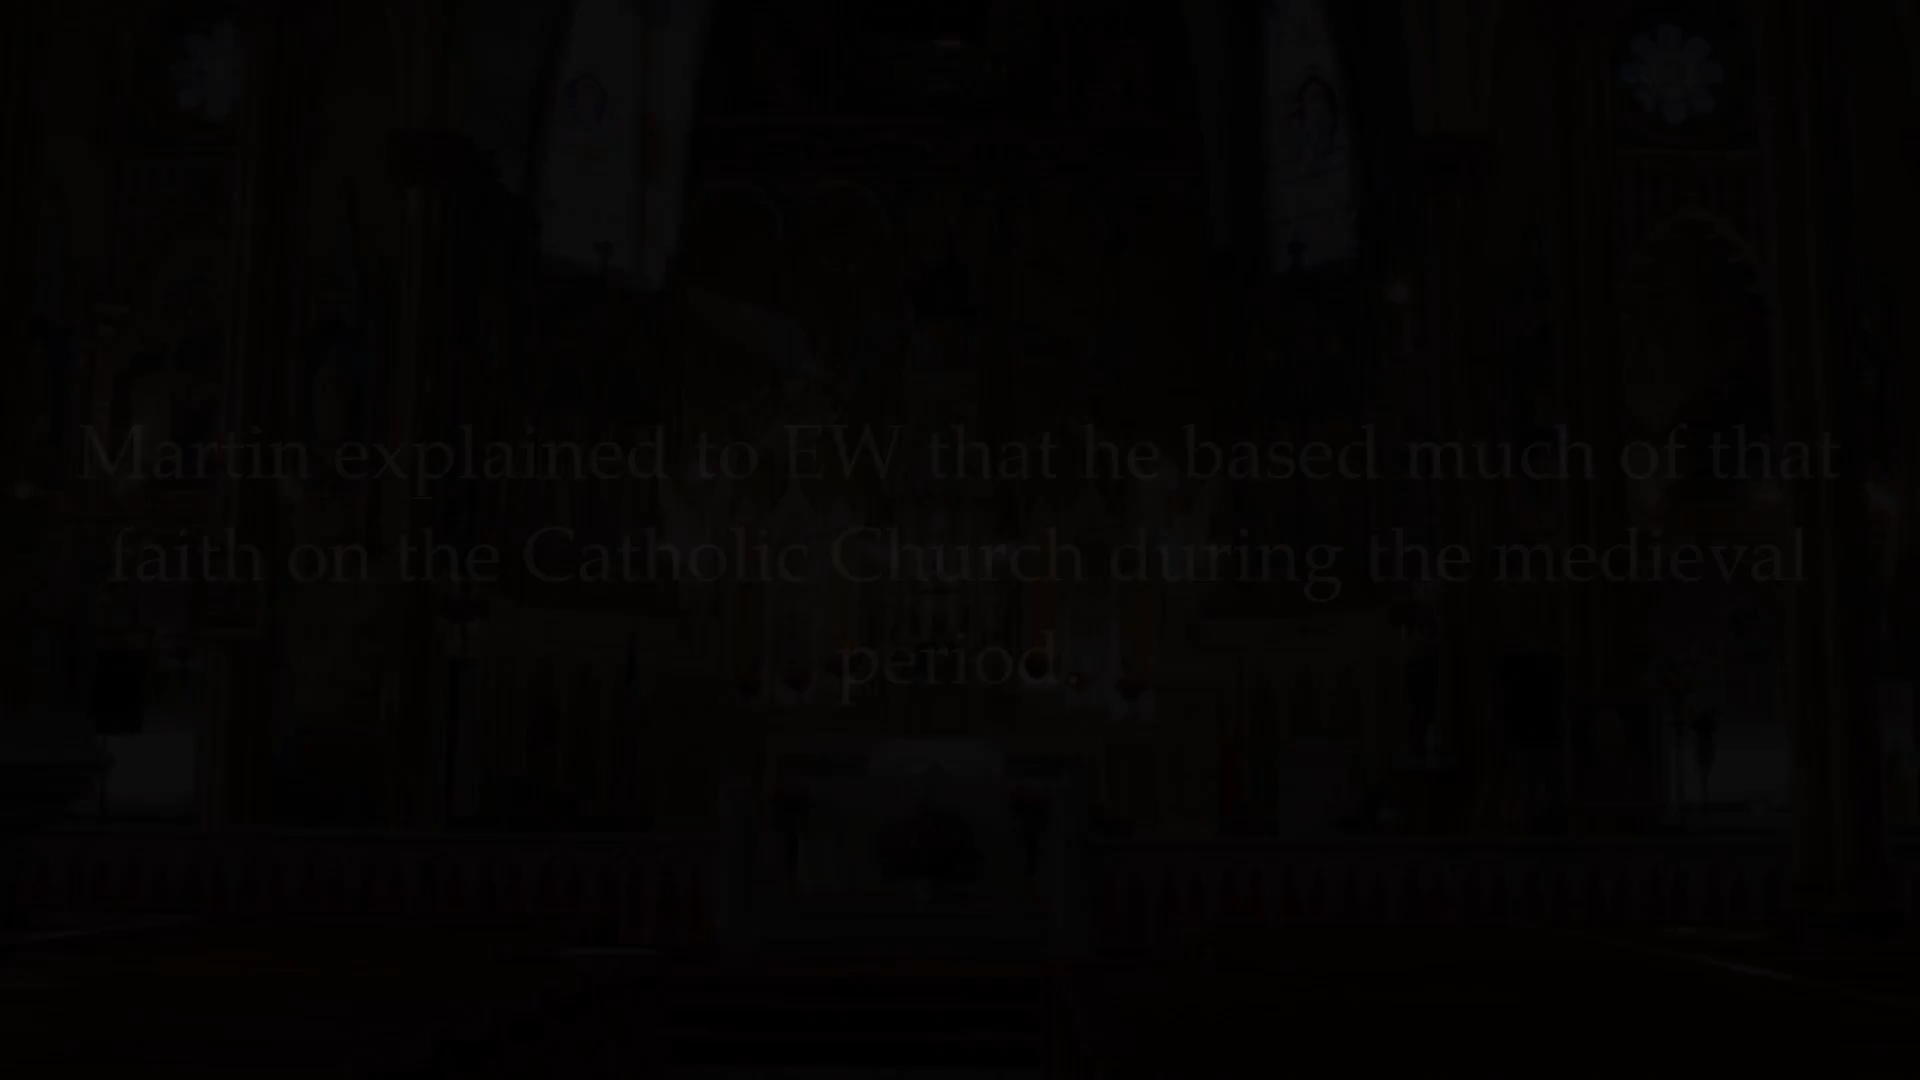 Martin explained to EW that he based much of that
faith on the Catholic Church during the medieval
period.